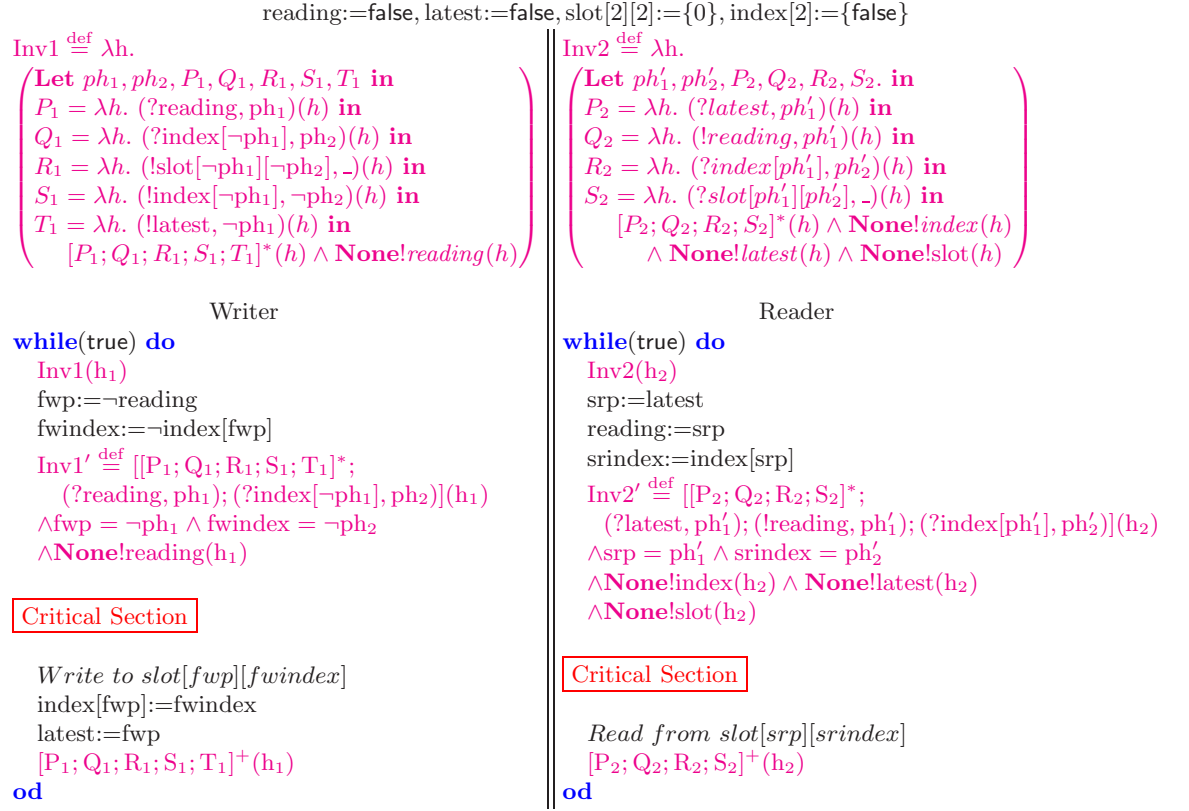 reading:=false, latest:=false, slot[2][2]:={0}, index[2]:={false}
Inv1 def= λh.
(Let ph₁, ph₂, P₁, Q₁, R₁, S₁, T₁ in
P₁ = λh. (?reading, ph₁)(h) in
Q₁ = λh. (?index[¬ph₁], ph₂)(h) in
R₁ = λh. (!slot[¬ph₁][¬ph₂], _)(h) in
S₁ = λh. (!index[¬ph₁], ¬ph₂)(h) in
T₁ = λh. (!latest, ¬ph₁)(h) in
[P₁; Q₁; R₁; S₁; T₁]*(h) ∧ None!reading(h))
Writer
while(true) do
Inv1(h₁)
fwp:=¬reading
fwindex:=¬index[fwp]
Inv1′ def= [[P₁; Q₁; R₁; S₁; T₁]*;
(?reading, ph₁); (?index[¬ph₁], ph₂)](h₁)
∧fwp = ¬ph₁ ∧ fwindex = ¬ph₂
∧None!reading(h₁)
Critical Section
Write to slot[fwp][fwindex]
index[fwp]:=fwindex
latest:=fwp
[P₁; Q₁; R₁; S₁; T₁]⁺(h₁)
od
Inv2 def= λh.
(Let ph′₁, ph′₂, P₂, Q₂, R₂, S₂. in
P₂ = λh. (?latest, ph′₁)(h) in
Q₂ = λh. (!reading, ph′₁)(h) in
R₂ = λh. (?index[ph′₁], ph′₂)(h) in
S₂ = λh. (?slot[ph′₁][ph′₂], _)(h) in
[P₂; Q₂; R₂; S₂]*(h) ∧ None!index(h)
∧ None!latest(h) ∧ None!slot(h))
Reader
while(true) do
Inv2(h₂)
srp:=latest
reading:=srp
srindex:=index[srp]
Inv2′ def= [[P₂; Q₂; R₂; S₂]*;
(?latest, ph′₁); (!reading, ph′₁); (?index[ph′₁], ph′₂)](h₂)
∧srp = ph′₁ ∧ srindex = ph′₂
∧None!index(h₂) ∧ None!latest(h₂)
∧None!slot(h₂)
Critical Section
Read from slot[srp][srindex]
[P₂; Q₂; R₂; S₂]⁺(h₂)
od